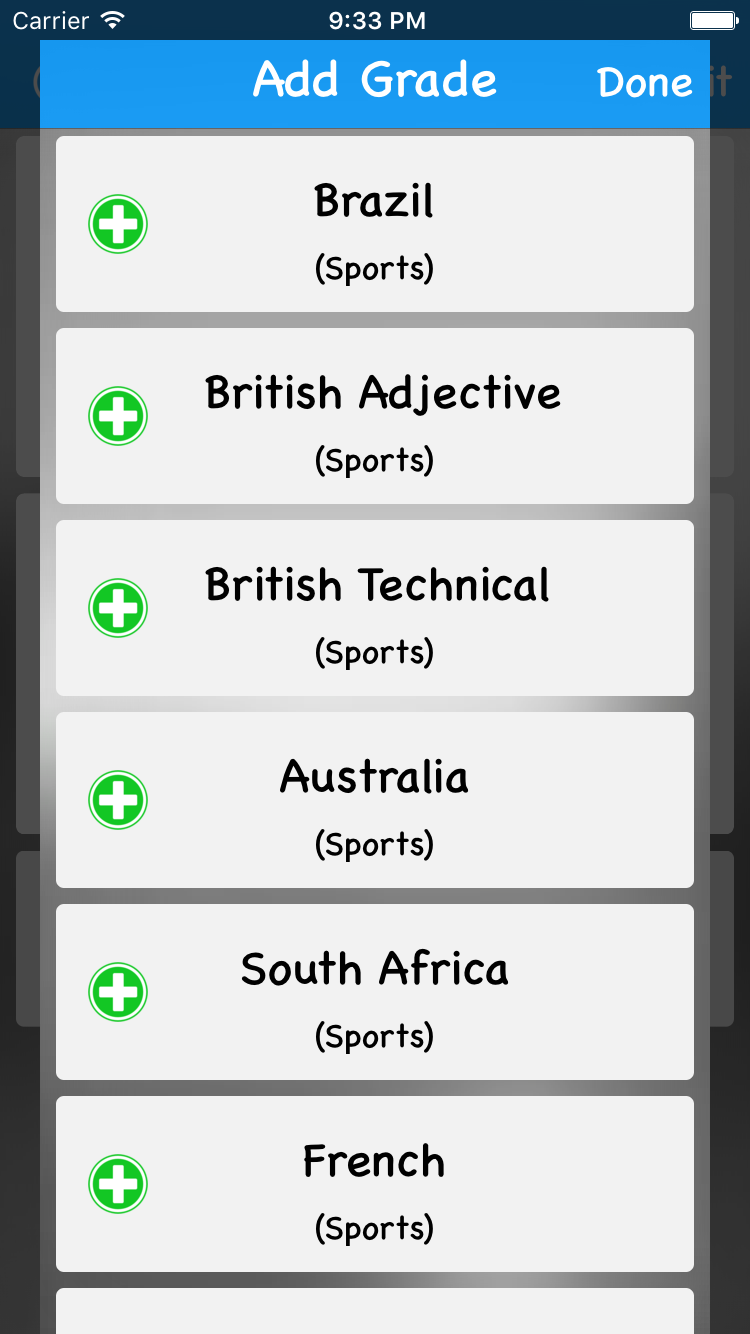 Carrier 9:33 PM
Add Grade Done
Brazil
(Sports)
British Adjective
(Sports)
British Technical
(Sports)
Australia
(Sports)
South Africa
(Sports)
French
(Sports)